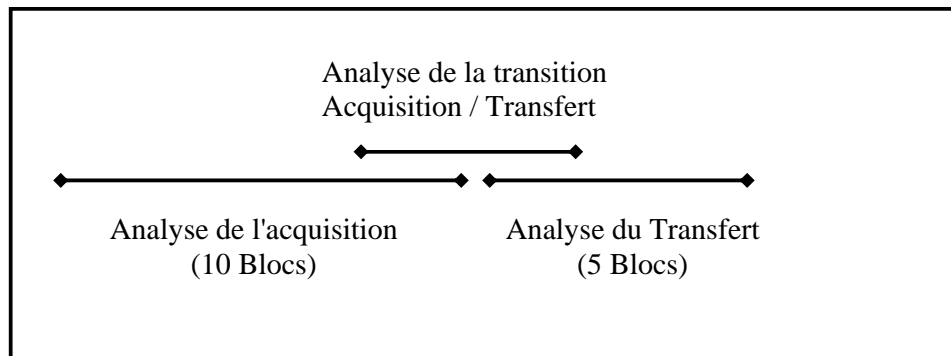 Analyse de la transition
Acquisition / Transfert
Analyse de l'acquisition
(10 Blocs)
Analyse du Transfert
(5 Blocs)